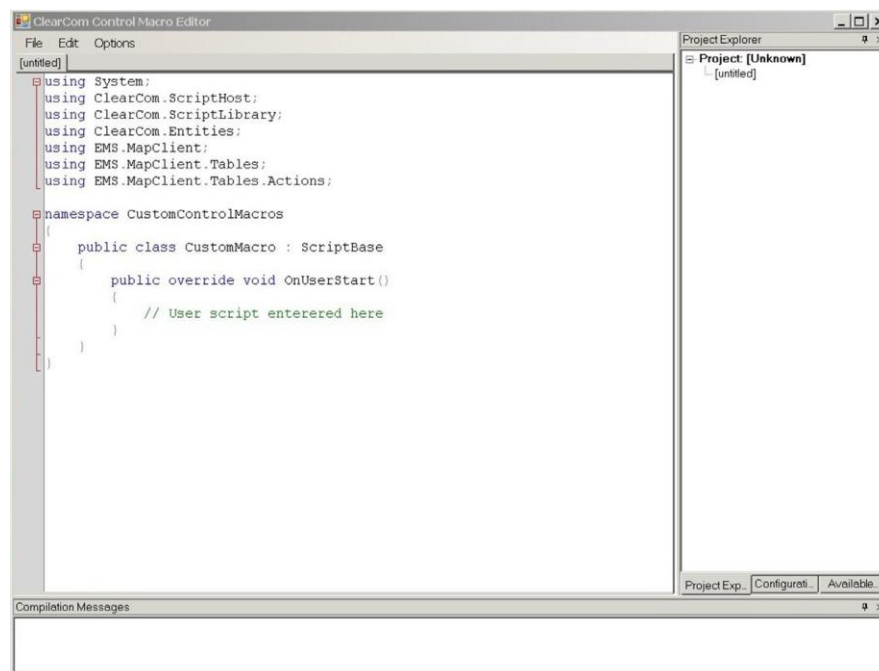 ClearCom Control Macro Editor
File Edit Options
[untitled]
using System;
using ClearCom.ScriptHost;
using ClearCom.ScriptLibrary;
using ClearCom.Entities;
using EMS.MapClient;
using EMS.MapClient.Tables;
using EMS.MapClient.Tables.Actions;
namespace CustomControlMacros
{
public class CustomMacro : ScriptBase
{
public override void OnUserStart()
{
// User script enterered here
}
}
}
Project Explorer
Project: [Unknown]
[untitled]
Project Exp... Configurati... Available...
Compilation Messages